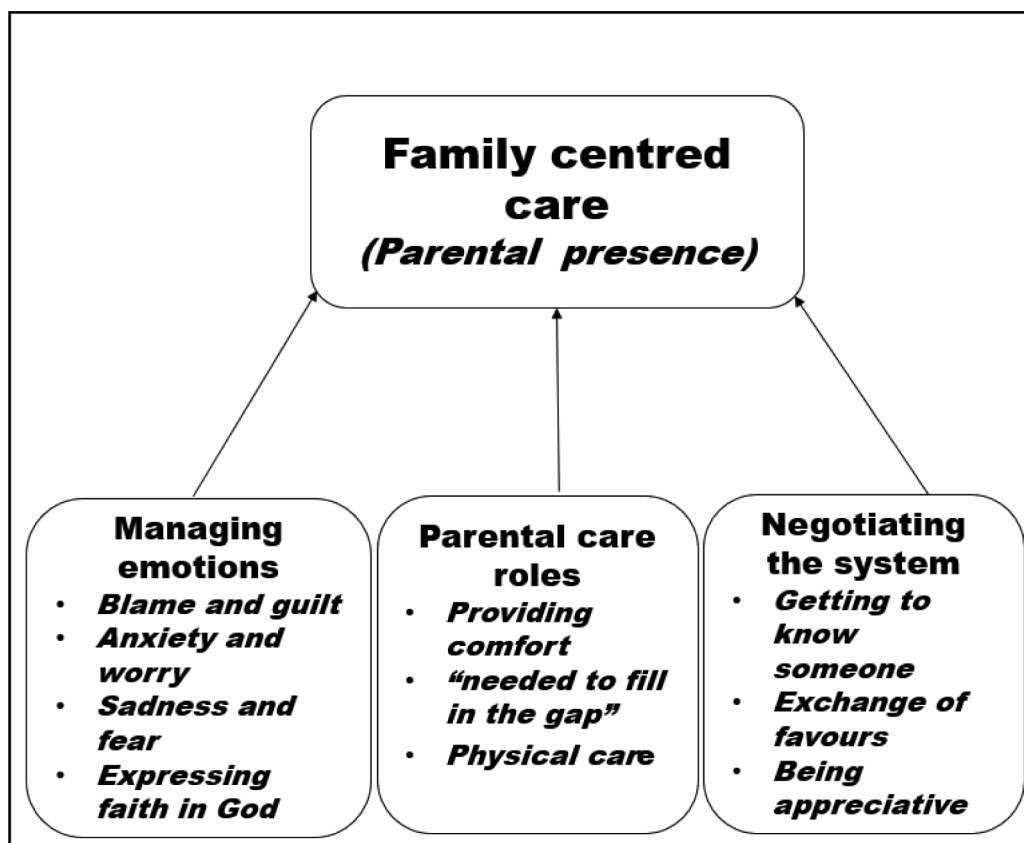 Family centred
care
(Parental presence)
Managing
emotions
• Blame and guilt
• Anxiety and
worry
• Sadness and
fear
• Expressing
faith in God
Parental care
roles
• Providing
comfort
• “needed to fill
in the gap”
• Physical care
Negotiating
the system
• Getting to
know
someone
• Exchange of
favours
• Being
appreciative